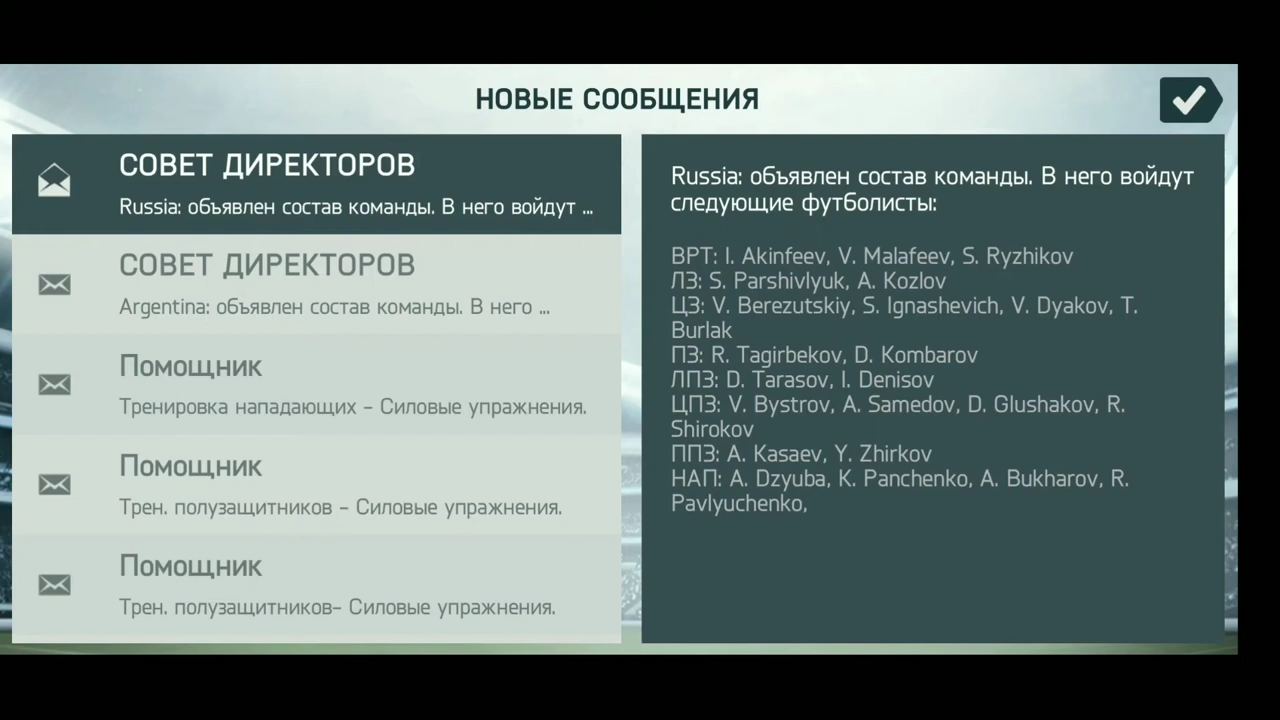 НОВЫЕ СООБЩЕНИЯ
СОВЕТ ДИРЕКТОРОВ
Russia: объявлен состав команды. В него войдут ...
СОВЕТ ДИРЕКТОРОВ
Argentina: объявлен состав команды. В него ...
Помощник
Тренировка нападающих - Силовые упражнения.
Помощник
Трен. полузащитников - Силовые упражнения.
Помощник
Трен. полузащитников- Силовые упражнения.
Russia: объявлен состав команды. В него войдут
следующие футболисты:
ВРТ: I. Akinfeev, V. Malafeev, S. Ryzhikov
ЛЗ: S. Parshivlyuk, A. Kozlov
ЦЗ: V. Berezutskiy, S. Ignashevich, V. Dyakov, T.
Burlak
ПЗ: R. Tagirbekov, D. Kombarov
ЛПЗ: D. Tarasov, I. Denisov
ЦПЗ: V. Bystrov, A. Samedov, D. Glushakov, R.
Shirokov
ППЗ: A. Kasaev, Y. Zhirkov
НАП: A. Dzyuba, K. Panchenko, A. Bukharov, R.
Pavlyuchenko,